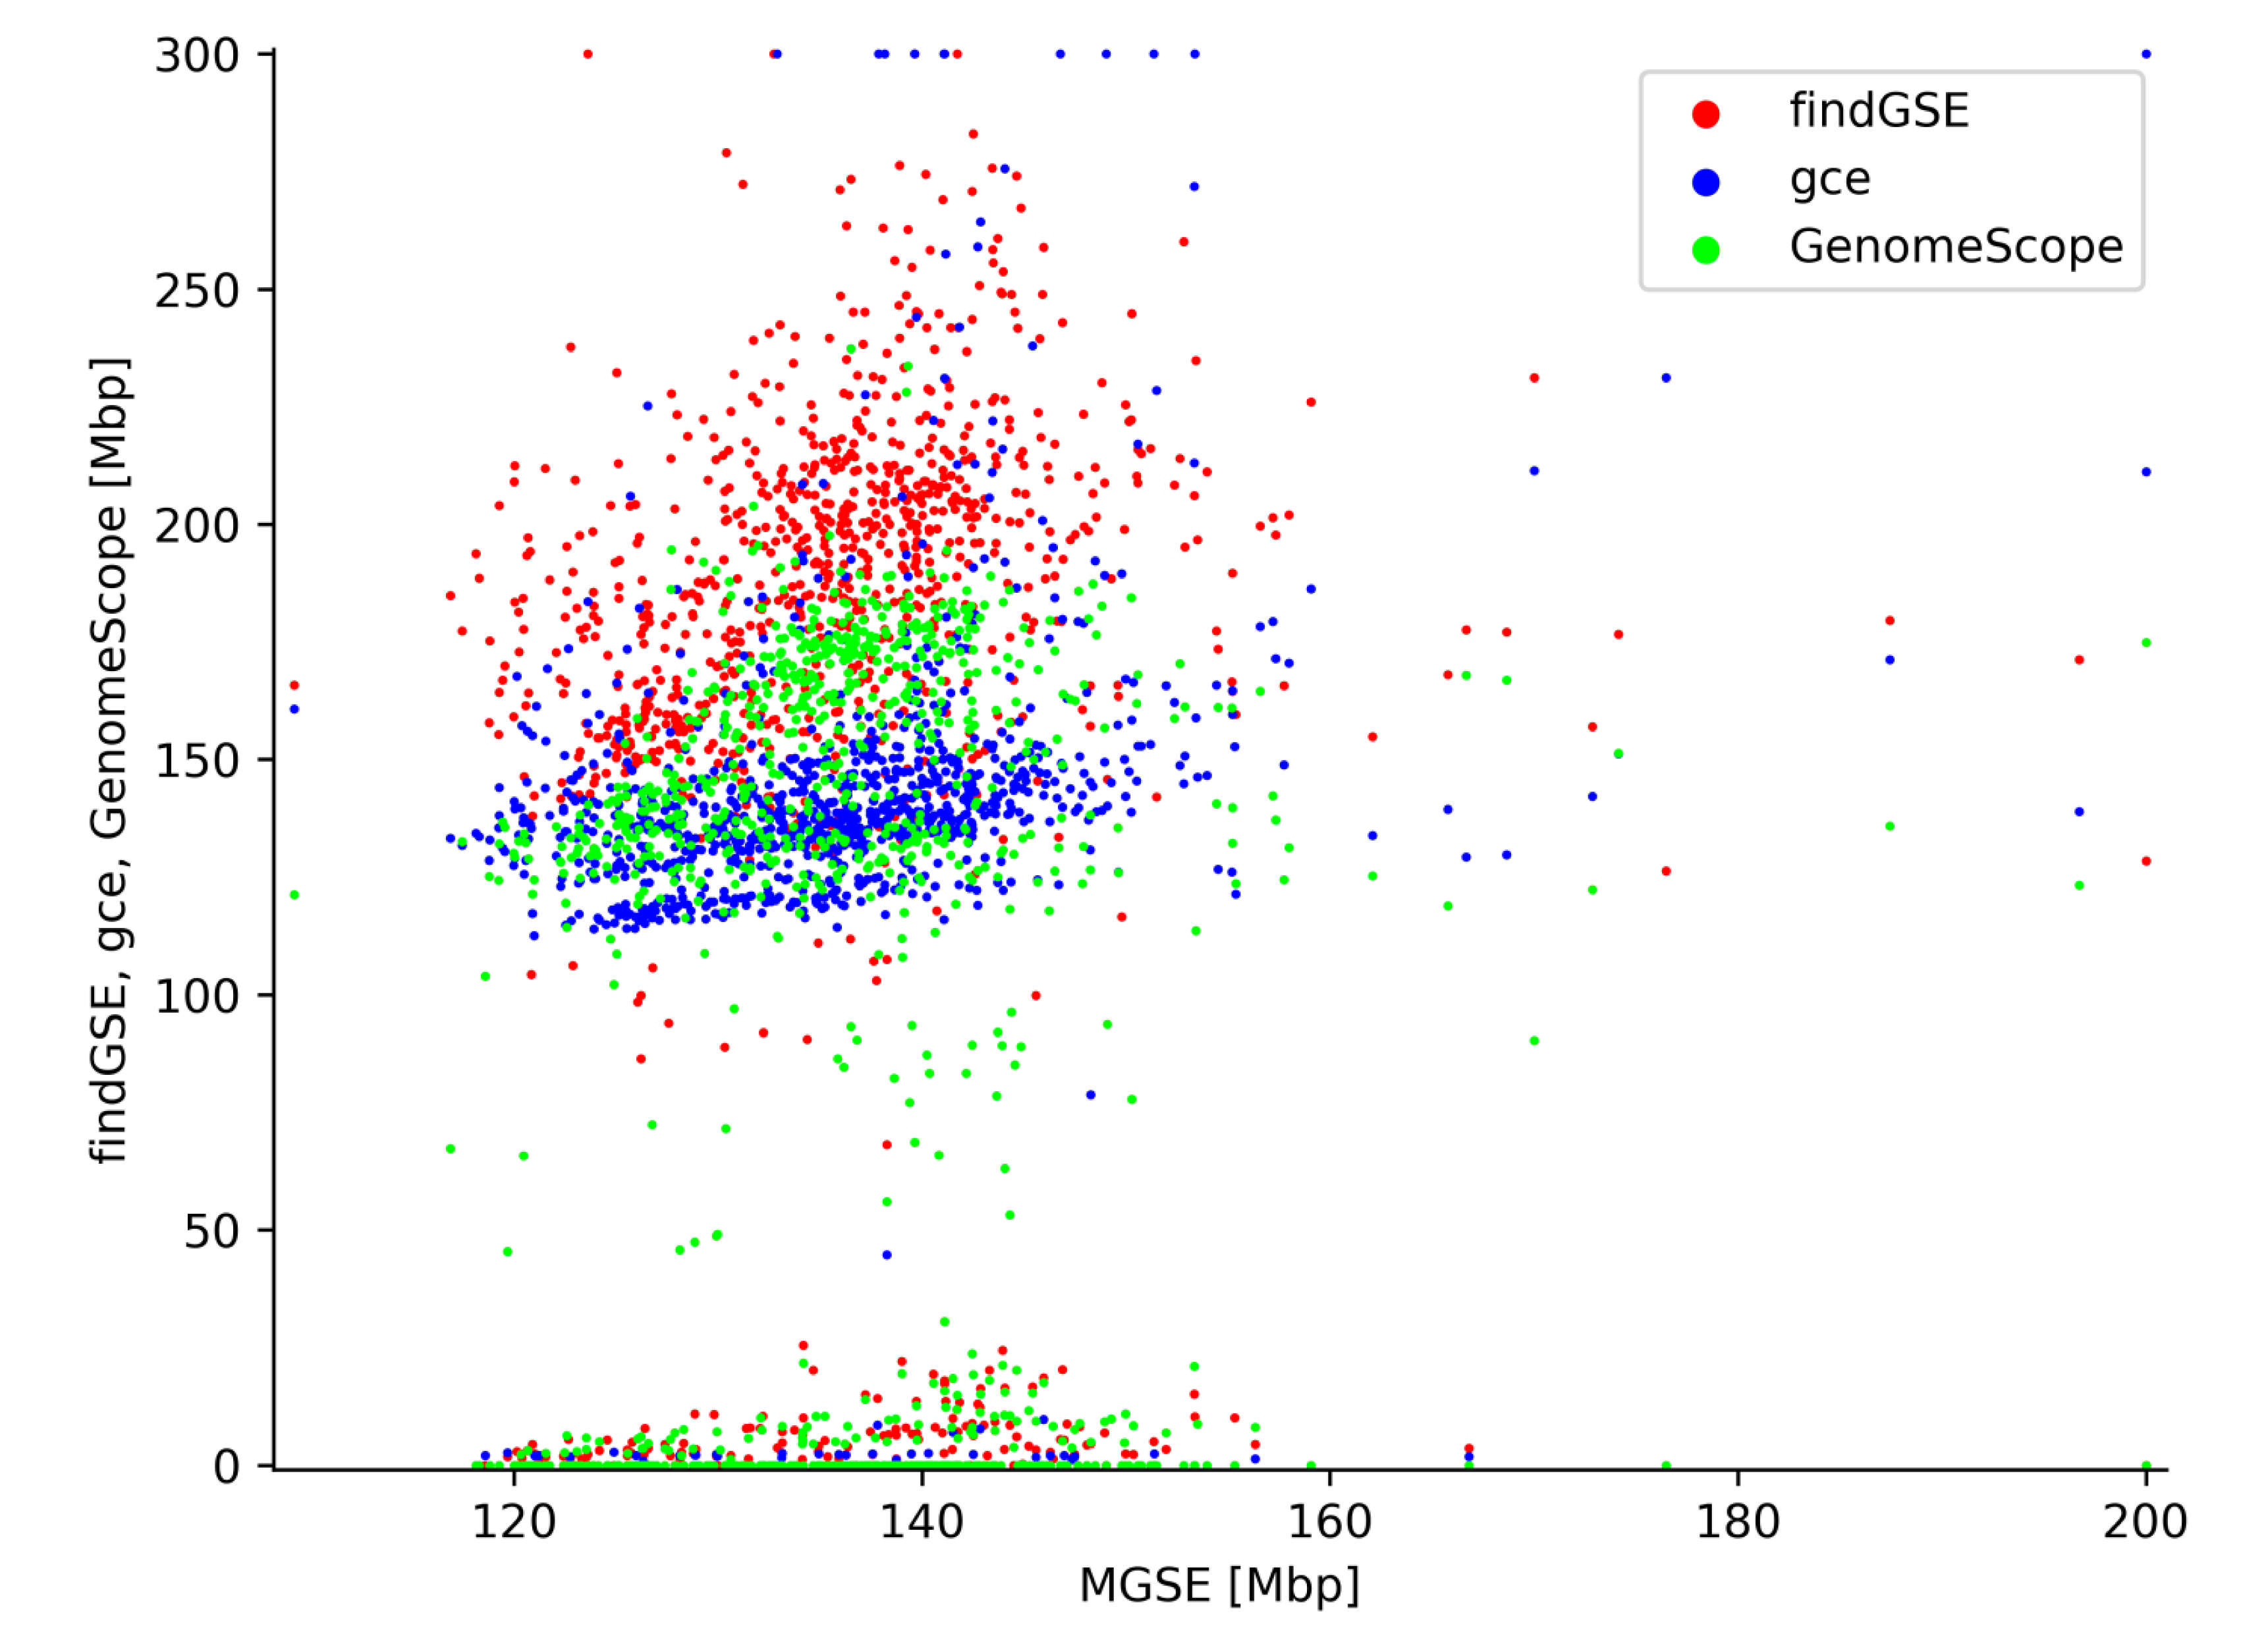 300
250
200
150
100
50
0
findGSE, gce, GenomeScope [Mbp]
findGSE
gce
GenomeScope
120 140 160 180 200
MGSE [Mbp]